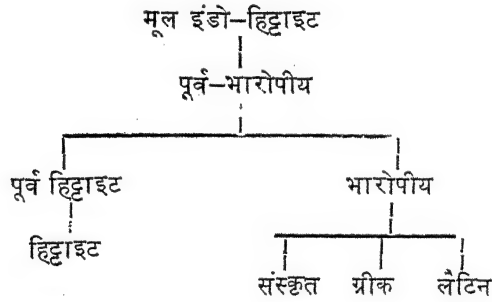 मूल इंडो-हिट्टाइट
पूर्व-भारोपीय
पूर्व हिट्टाइट भारोपीय
हिट्टाइट
संस्कृत ग्रीक लैटिन